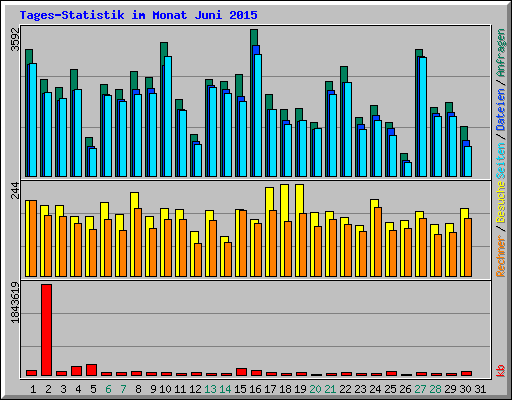 Tages-Statistik im Monat Juni 2015
3592
244
1843619
Rechner / Besuche Seiten / Dateien / Anfragen
kb
1 2 3 4 5 6 7 8 9 10 11 12 13 14 15 16 17 18 19 20 21 22 23 24 25 26 27 28 29 30 31